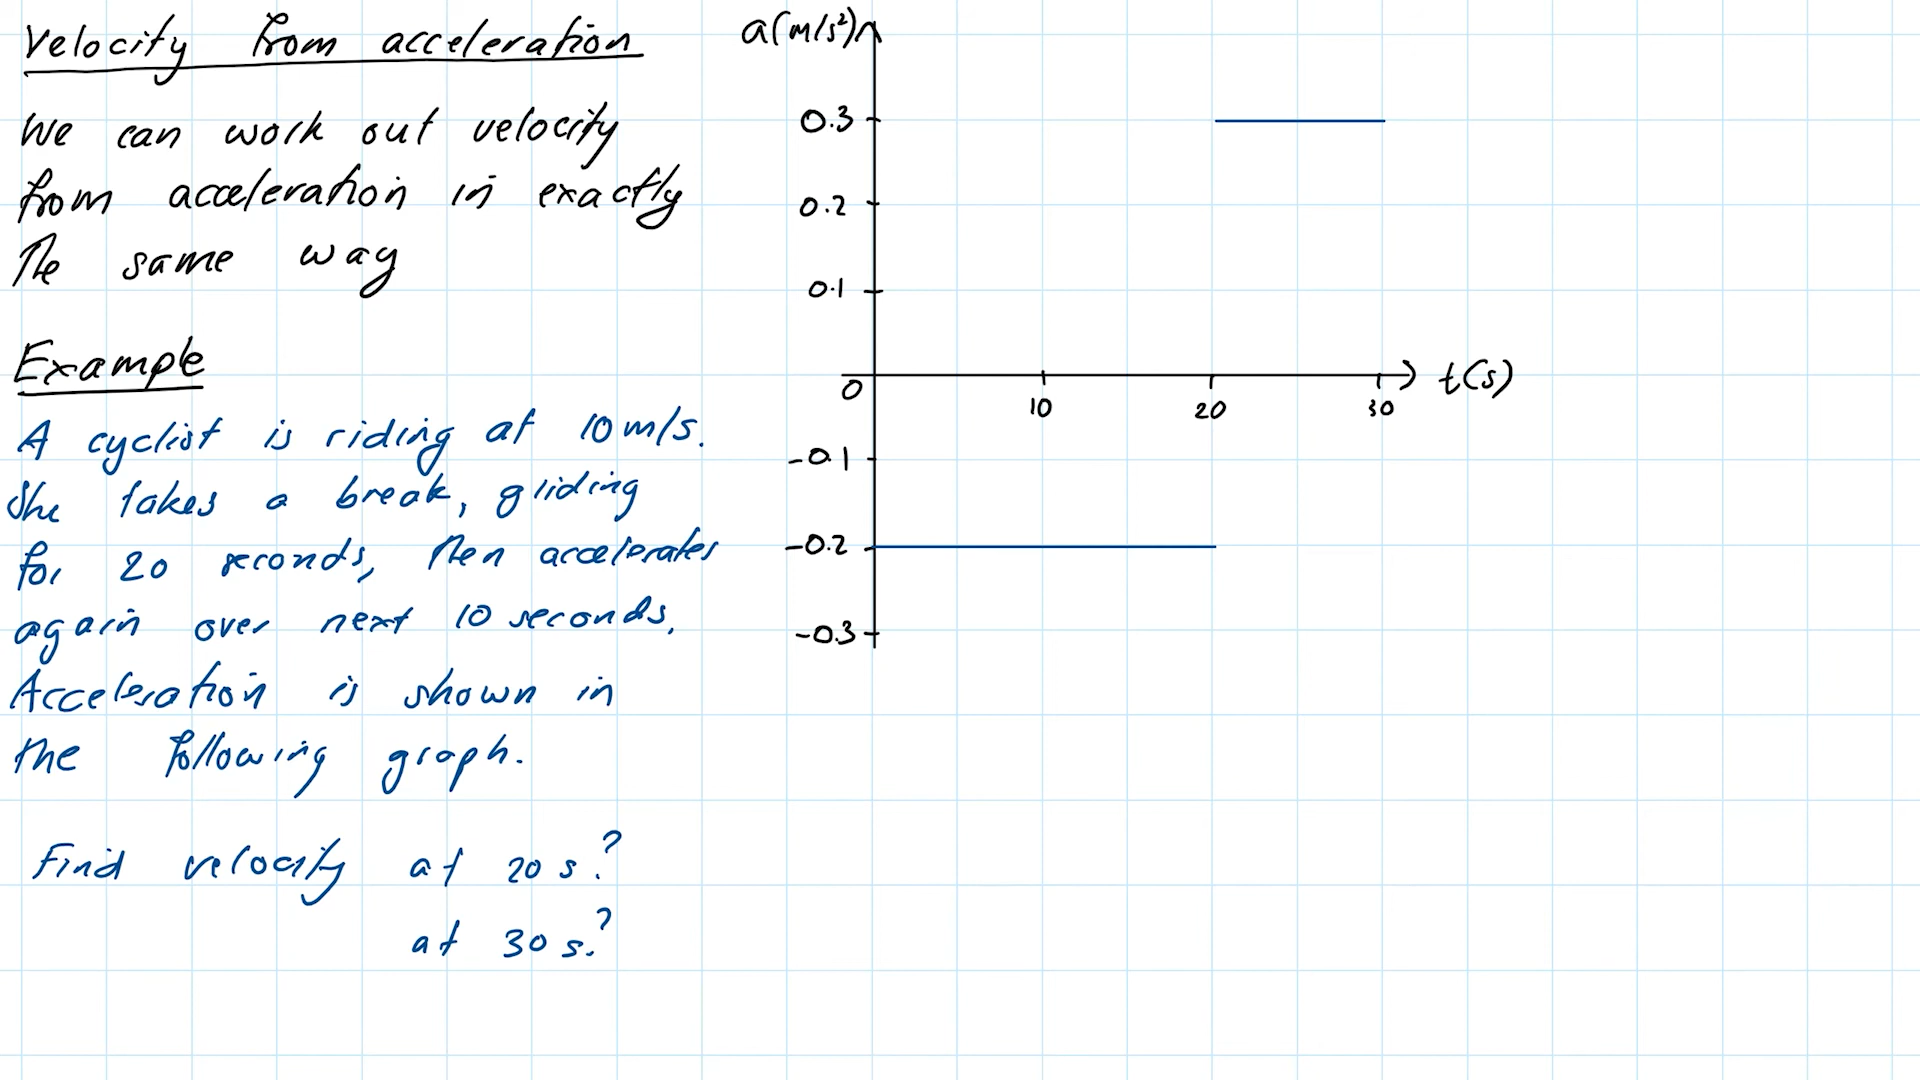 Velocity from acceleration
We can work out velocity
from acceleration in exactly
the same way
Example
A cyclist is riding at 10 m/s.
She takes a break, gliding
for 20 seconds, then accelerates
again over next 10 seconds.
Acceleration is shown in
the following graph.
Find velocity at 20 s?
at 30 s?
a(m/s²)
0.3
0.2
0.1
0
10
20
30
t(s)
-0.1
-0.2
-0.3